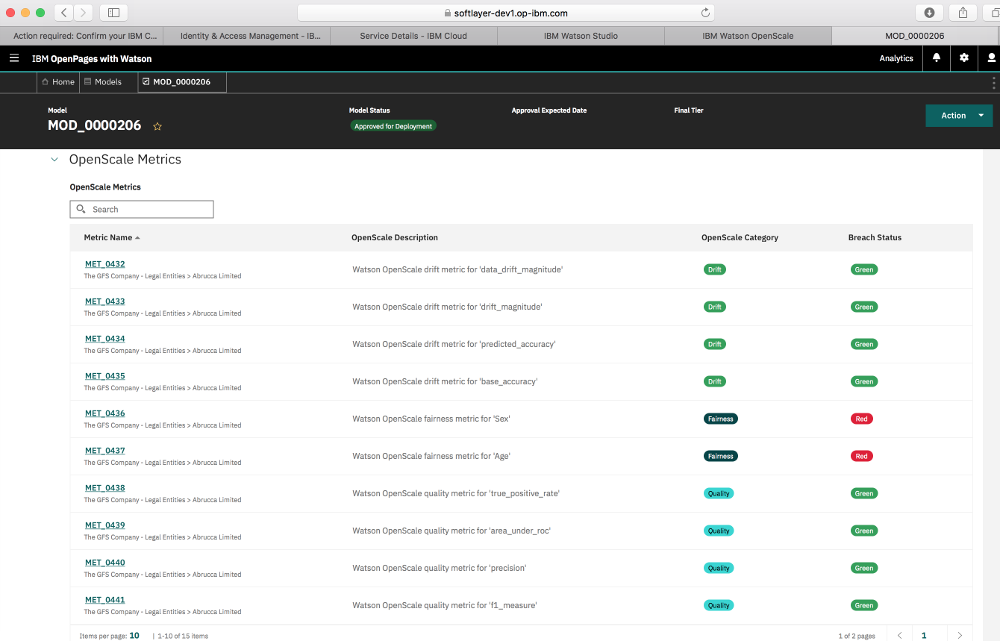 softlayer-dev1.op-ibm.com
Action required: Confirm your IBM C...
Identity & Access Management - IB...
Service Details - IBM Cloud
IBM Watson Studio
IBM Watson OpenScale
MOD_0000206
IBM OpenPages with Watson
Analytics
Home
Models
MOD_0000206
Model
MOD_0000206
Model Status
Approved for Deployment
Approval Expected Date
Final Tier
Action
OpenScale Metrics
OpenScale Metrics
Search
Metric Name OpenScale Description OpenScale Category Breach Status
MET_0432
The GFS Company - Legal Entities > Abrucca Limited
Watson OpenScale drift metric for 'data_drift_magnitude'
Drift
Green
MET_0433
The GFS Company - Legal Entities > Abrucca Limited
Watson OpenScale drift metric for 'drift_magnitude'
Drift
Green
MET_0434
The GFS Company - Legal Entities > Abrucca Limited
Watson OpenScale drift metric for 'predicted_accuracy'
Drift
Green
MET_0435
The GFS Company - Legal Entities > Abrucca Limited
Watson OpenScale drift metric for 'base_accuracy'
Drift
Green
MET_0436
The GFS Company - Legal Entities > Abrucca Limited
Watson OpenScale fairness metric for 'Sex'
Fairness
Red
MET_0437
The GFS Company - Legal Entities > Abrucca Limited
Watson OpenScale fairness metric for 'Age'
Fairness
Red
MET_0438
The GFS Company - Legal Entities > Abrucca Limited
Watson OpenScale quality metric for 'true_positive_rate'
Quality
Green
MET_0439
The GFS Company - Legal Entities > Abrucca Limited
Watson OpenScale quality metric for 'area_under_roc'
Quality
Green
MET_0440
The GFS Company - Legal Entities > Abrucca Limited
Watson OpenScale quality metric for 'precision'
Quality
Green
MET_0441
The GFS Company - Legal Entities > Abrucca Limited
Watson OpenScale quality metric for 'f1_measure'
Quality
Green
Items per page: 10 | 1-10 of 15 items
1 of 2 pages
1